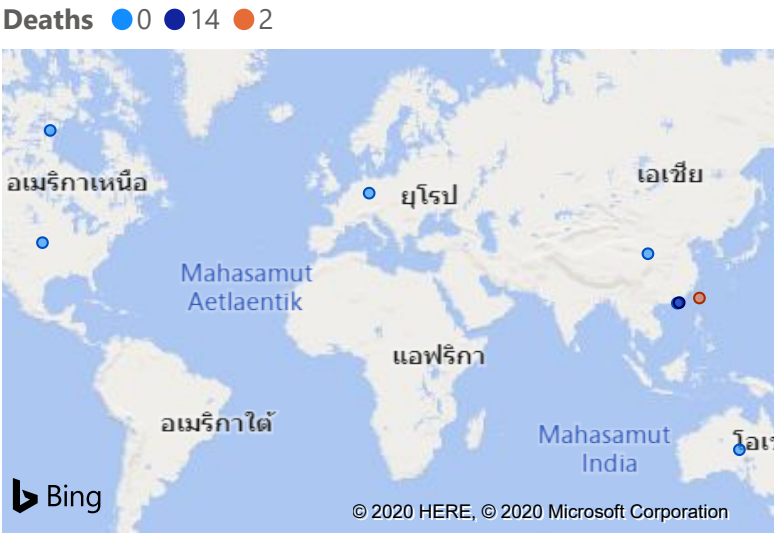 Deaths 0 14 2
อเมริกาเหนือ
เอเชีย
ยุโรป
Mahasamut
Aetlaentik
แอฟริกา
อเมริกาใต้
Mahasamut
India
Bing
© 2020 HERE, © 2020 Microsoft Corporation